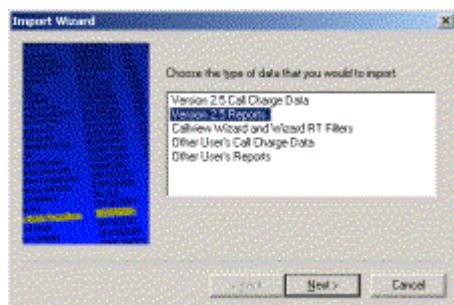 Import Wizard
Choose the type of data that you would to import
Version 2.5 Call Charge Data
Version 2.5 Reports
Callview Wizard and Wizard RT Filters
Other User's Call Charge Data
Other User's Reports
Next >
Cancel